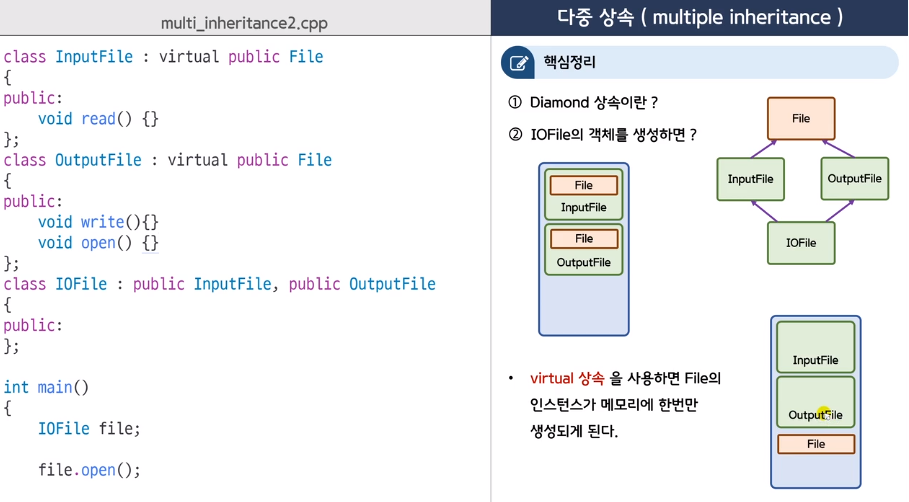 multi_inheritance2.cpp
class InputFile : virtual public File
{
public:
    void read() {}
};
class OutputFile : virtual public File
{
public:
    void write(){}
    void open() {}
};
class IOFile : public InputFile, public OutputFile
{
public:
};
int main()
{
    IOFile file;
    file.open();
다중 상속 ( multiple inheritance )
핵심정리
① Diamond 상속이란 ?
② IOFile의 객체를 생성하면 ?
File
InputFile
File
OutputFile
File
InputFile
OutputFile
IOFile
• virtual 상속 을 사용하면 File의
인스턴스가 메모리에 한번만
생성되게 된다.
InputFile
OutputFile
File